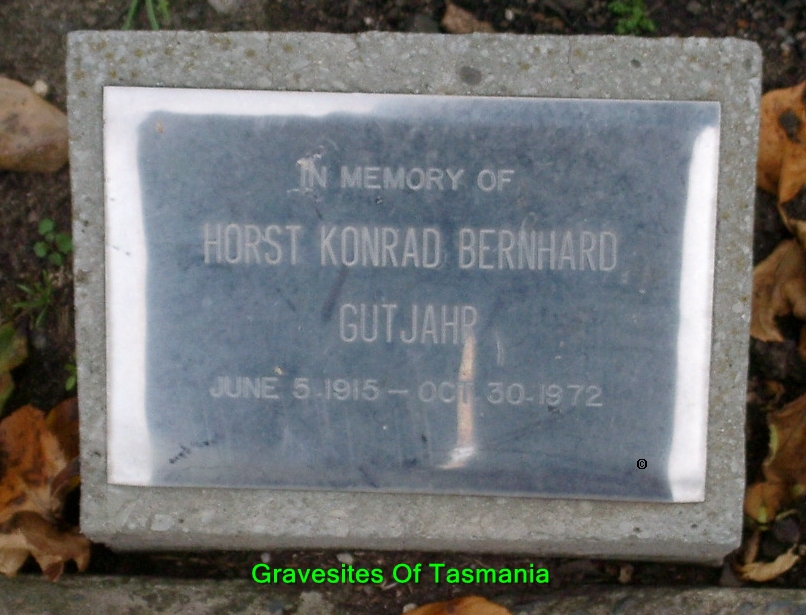 IN MEMORY OF
HORST KONRAD BERNHARD
GUTJAHR
JUNE 5.1915 – OCT 30.1972
©
Gravesites Of Tasmania